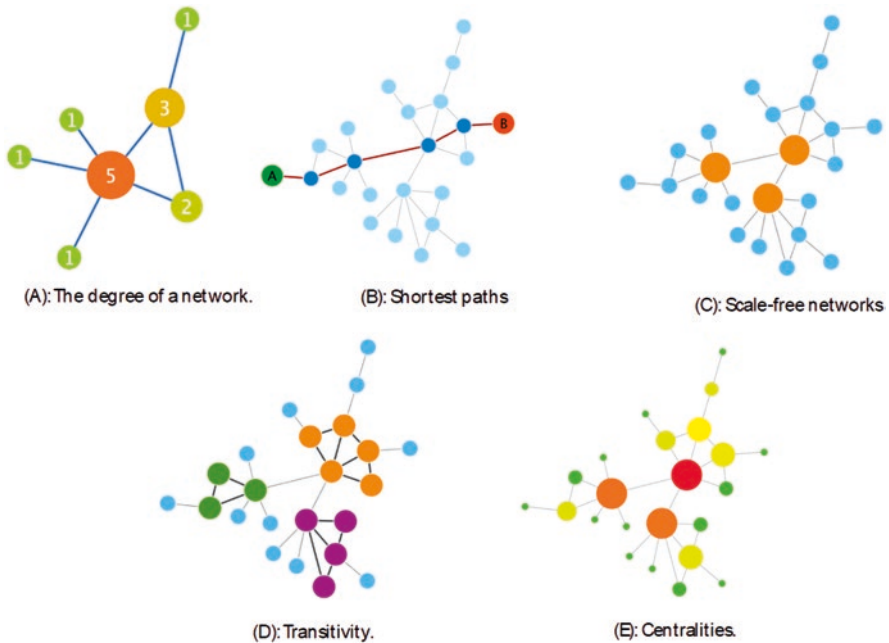 1
3
1
1
5
2
1
A
B
(A): The degree of a network.
(B): Shortest paths
(C): Scale-free networks
(D): Transitivity.
(E): Centralities.